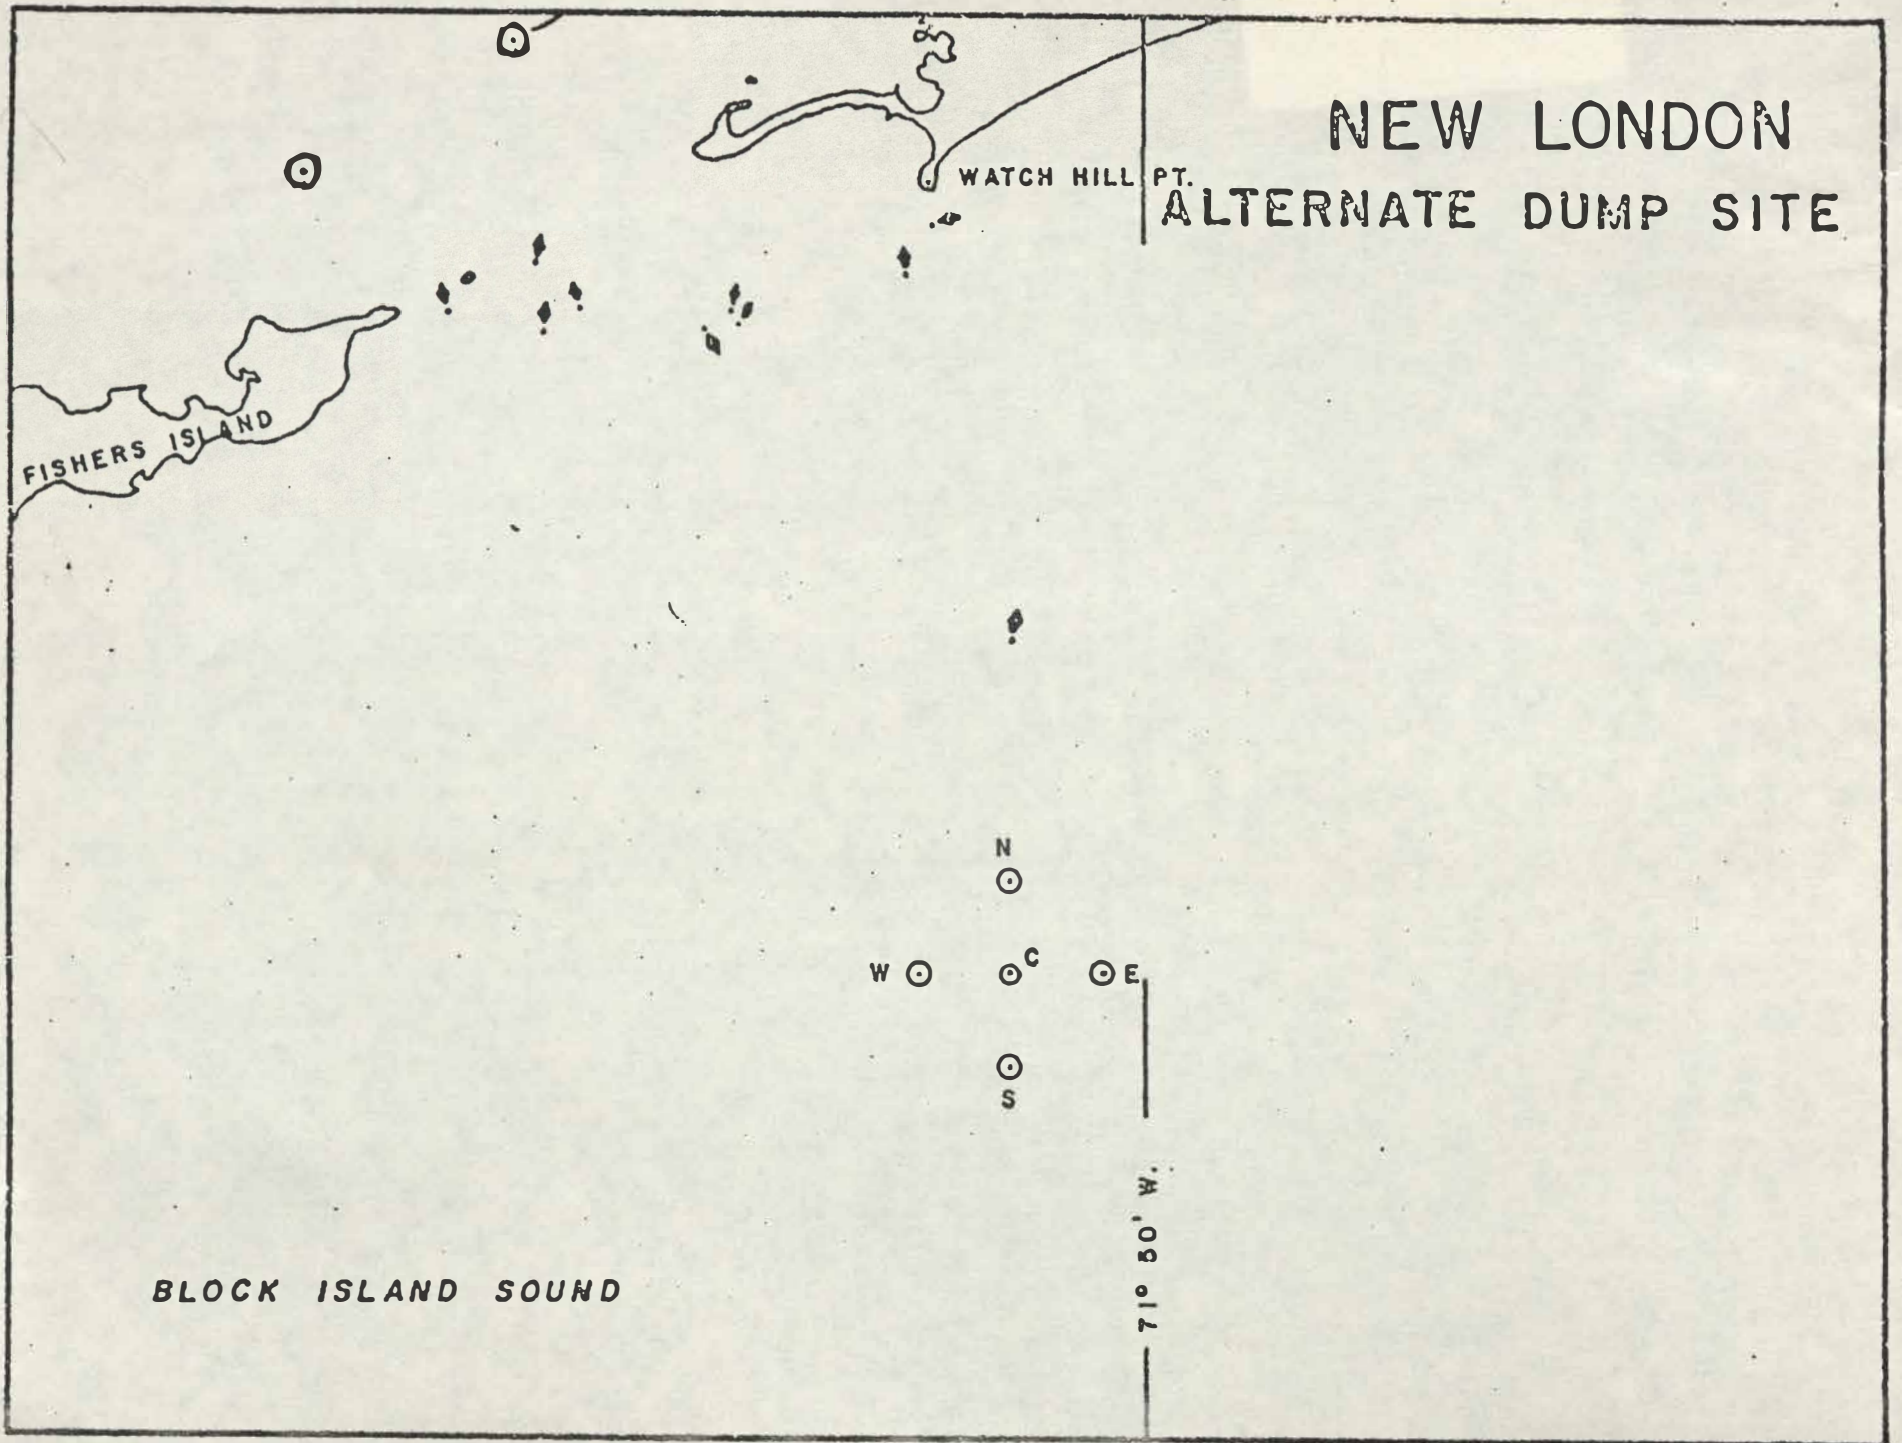 NEW LONDON
WATCH HILL PT.
ALTERNATE DUMP SITE
FISHERS ISLAND
N
W C E
S
71° 50' W.
BLOCK ISLAND SOUND